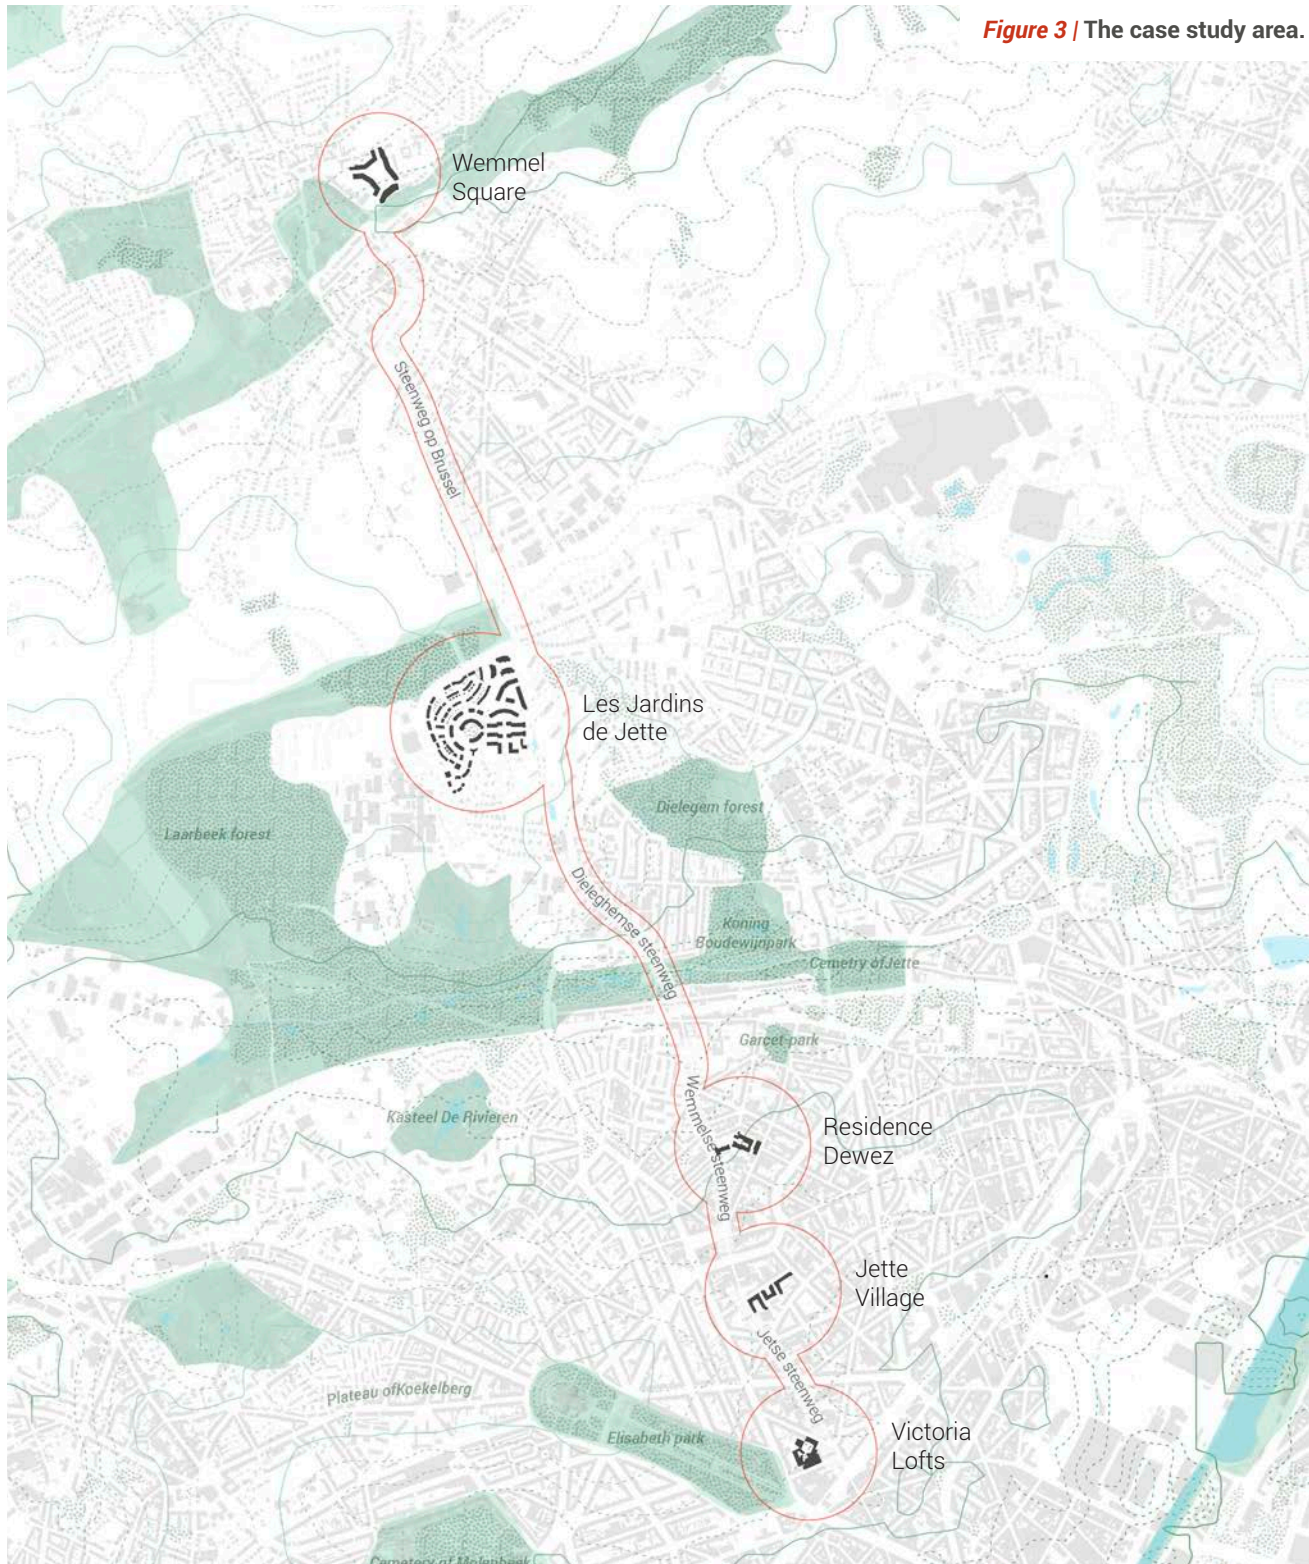 Figure 3 | The case study area.
Wemmel
Square
Steenweg op Brussel
Les Jardins
de Jette
Dielegem forest
Laarbeek forest
Dieleghemse steenweg
Koning
Boudewijnpark
Cemetry of Jette
Garcet-park
Kasteel De Rivieren
Wemmelse steenweg
Residence
Dewez
Jette
Village
Jetse steenweg
Plateau of Koekelberg
Elisabeth park
Victoria
Lofts
Cemetery of Molenbeek